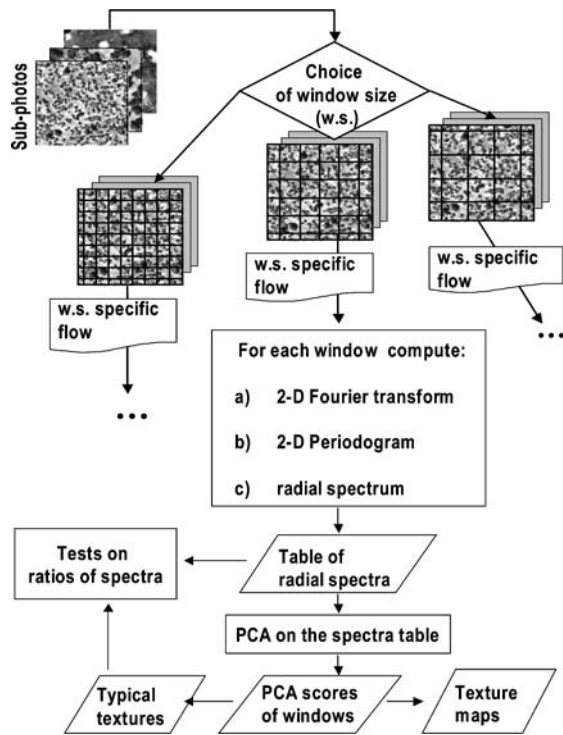 Sub-photos
Choice
of window size
(w.s.)
w.s. specific
flow
w.s. specific
flow
w.s. specific
flow
...
...
For each window compute:
a) 2-D Fourier transform
b) 2-D Periodogram
c) radial spectrum
Tests on
ratios of spectra
Table of
radial spectra
PCA on the spectra table
Typical
textures
PCA scores
of windows
Texture
maps